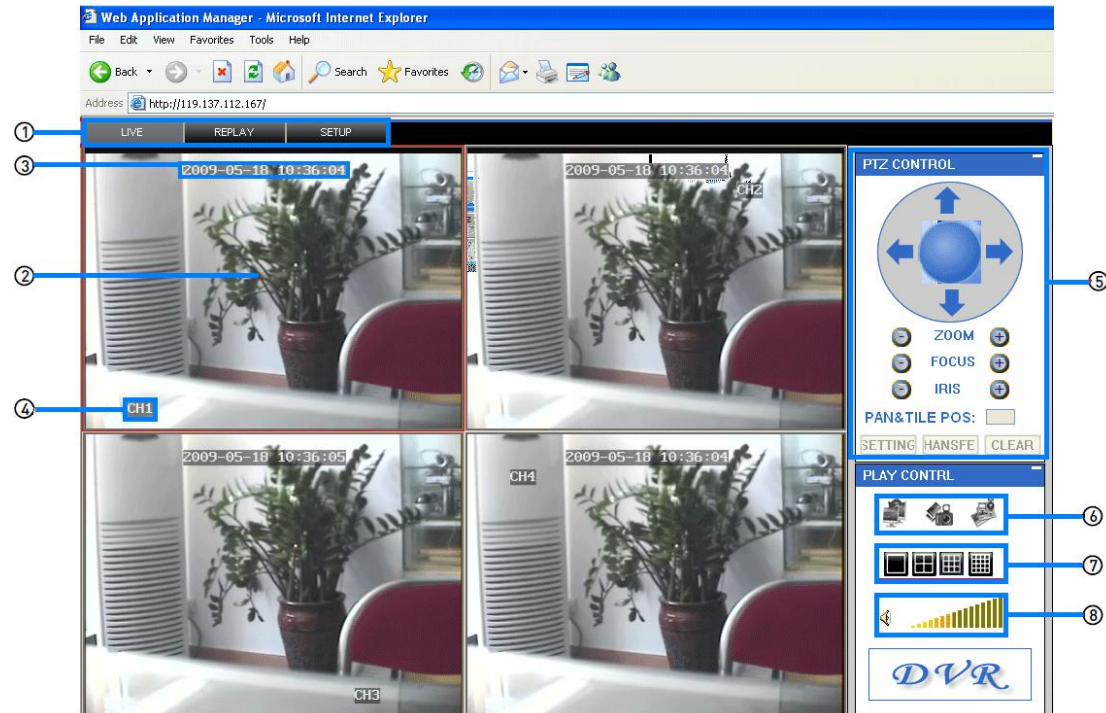 Web Application Manager - Microsoft Internet Explorer
File Edit View Favorites Tools Help
Back Search Favorites
Address http://119.137.112.167/
① LIVE REPLAY SETUP
③ 2009-05-18 10:36:04
2009-05-18 10:36:04
CH2
PTZ CONTROL
②
⑤
ZOOM
FOCUS
IRIS
④ CH1
PAN&TILE POS:
SETTING HANSFE CLEAR
2009-05-18 10:36:05
2009-05-18 10:36:04
CH4
PLAY CONTRL
⑥
⑦
⑧
DVR
CH3